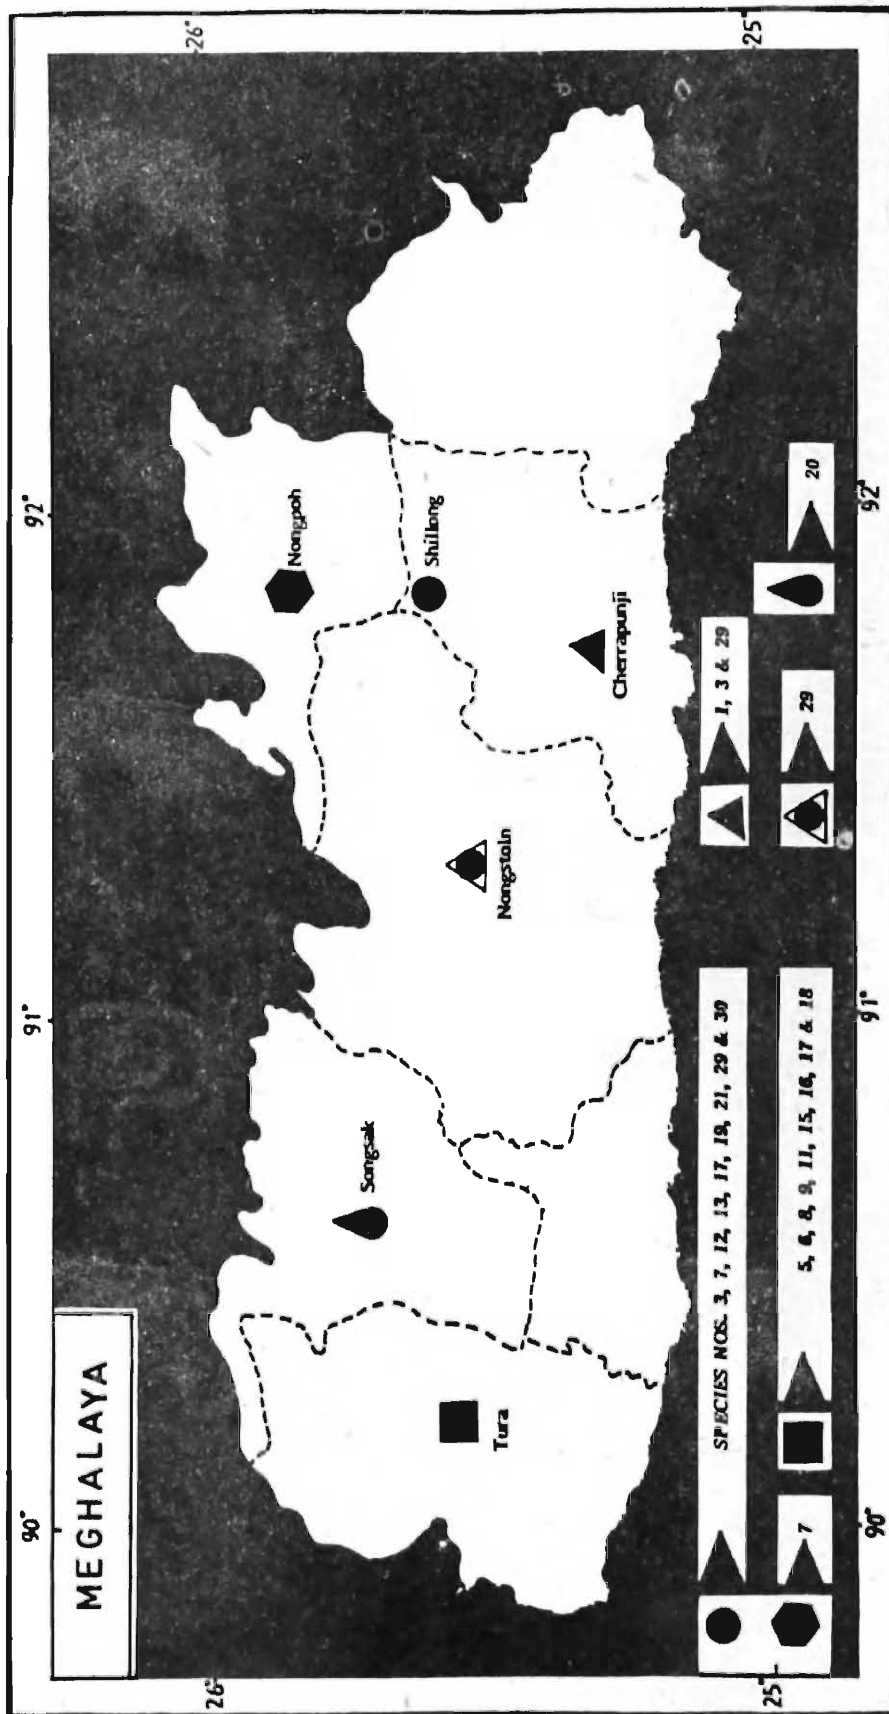 MEGHALAYA
90°
91°
92°
26°
26°
Nongpoh
Songsak
Shillong
Nongstoin
Tura
Cherrapunji
SPECIES NOS. 3, 7, 12, 13, 17, 19, 21, 29 & 30
1, 3 & 29
7
5, 6, 8, 9, 11, 15, 16, 17 & 18
29
20
25°
25°
90°
91°
92°